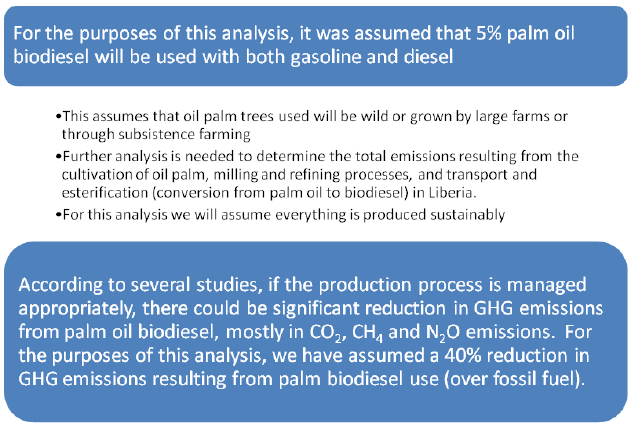 For the purposes of this analysis, it was assumed that 5% palm oil
biodiesel will be used with both gasoline and diesel
•This assumes that oil palm trees used will be wild or grown by large farms or
through subsistence farming
•Further analysis is needed to determine the total emissions resulting from the
cultivation of oil palm, milling and refining processes, and transport and
esterification (conversion from palm oil to biodiesel) in Liberia.
•For this analysis we will assume everything is produced sustainably
According to several studies, if the production process is managed
appropriately, there could be significant reduction in GHG emissions
from palm oil biodiesel, mostly in CO₂, CH₄ and N₂O emissions. For
the purposes of this analysis, we have assumed a 40% reduction in
GHG emissions resulting from palm biodiesel use (over fossil fuel).